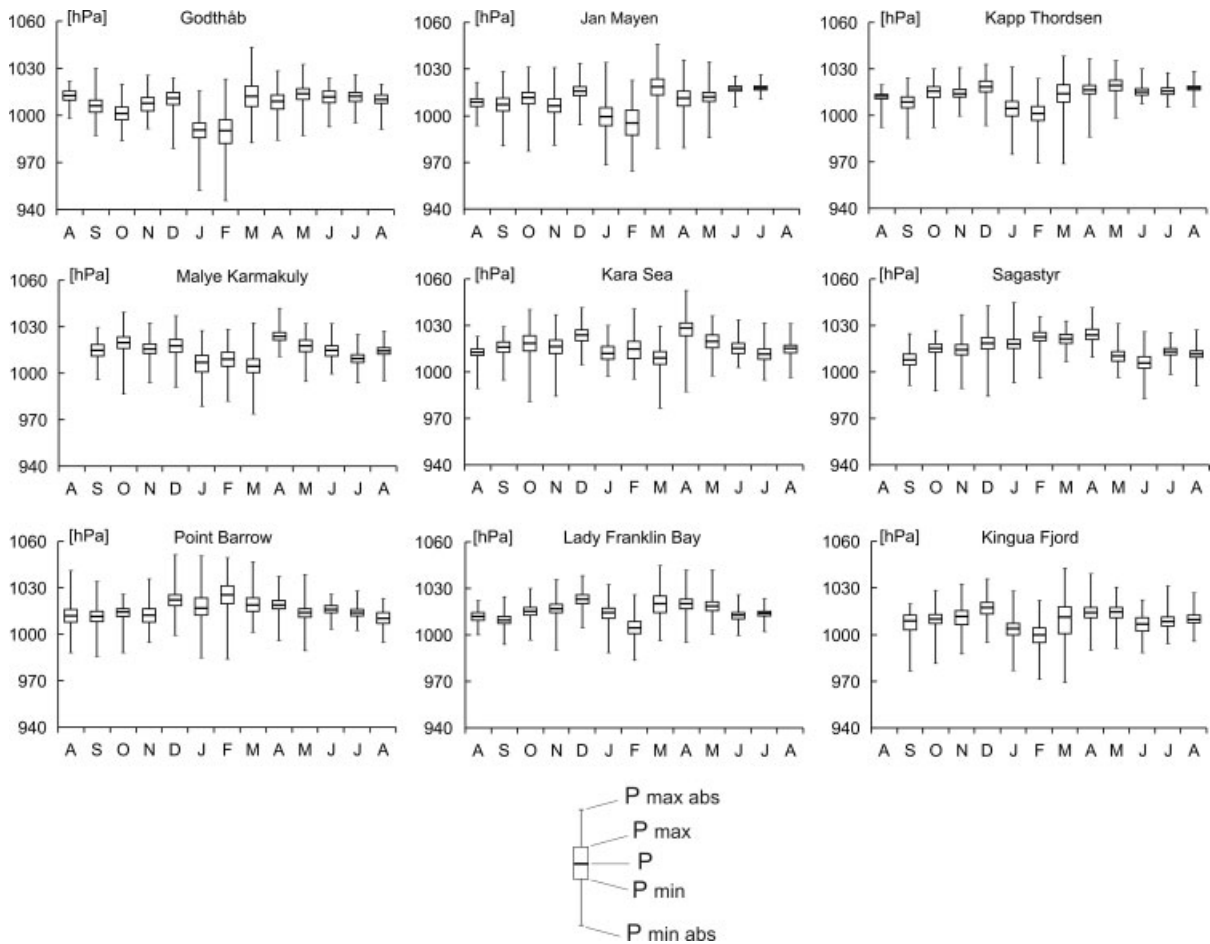 [hPa] Godthåb
1060
1030
1000
970
940
A S O N D J F M A M J J A
[hPa] Jan Mayen
1060
1030
1000
970
940
A S O N D J F M A M J J A
[hPa] Kapp Thordsen
1060
1030
1000
970
940
A S O N D J F M A M J J A
[hPa] Malye Karmakuly
1060
1030
1000
970
940
A S O N D J F M A M J J A
[hPa] Kara Sea
1060
1030
1000
970
940
A S O N D J F M A M J J A
[hPa] Sagastyr
1060
1030
1000
970
940
A S O N D J F M A M J J A
[hPa] Point Barrow
1060
1030
1000
970
940
A S O N D J F M A M J J A
[hPa] Lady Franklin Bay
1060
1030
1000
970
940
A S O N D J F M A M J J A
[hPa] Kingua Fjord
1060
1030
1000
970
940
A S O N D J F M A M J J A
P max abs
P max
P
P min
P min abs